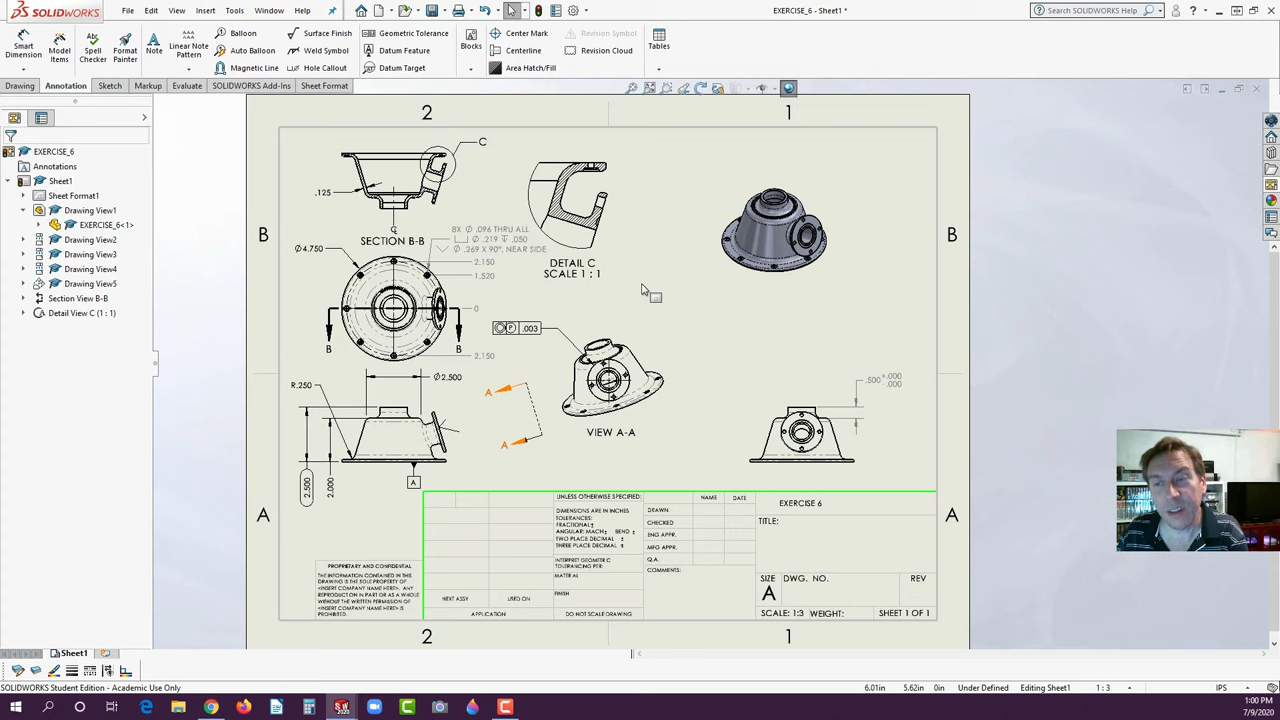 SOLIDWORKS
File Edit View Insert Tools Window Help
EXERCISE_6 - Sheet1 *
Search SOLIDWORKS Help
Smart Dimension
Model Items
Spell Checker
Format Painter
Note
Linear Note Pattern
Balloon
Auto Balloon
Magnetic Line
Surface Finish
Weld Symbol
Hole Callout
Geometric Tolerance
Datum Feature
Datum Target
Blocks
Center Mark
Centerline
Area Hatch/Fill
Revision Symbol
Revision Cloud
Tables
Drawing Annotation Sketch Markup Evaluate SOLIDWORKS Add-Ins Sheet Format
EXERCISE_6
Annotations
Sheet1
Sheet Format1
Drawing View1
EXERCISE_6<1>
Drawing View2
Drawing View3
Drawing View4
Drawing View5
Section View B-B
Detail View C (1 : 1)
2 1
B B
A A
2 1
C
.125
SECTION B-B
DETAIL C
SCALE 1 : 1
8X Ø .096 THRU ALL
⌴ Ø .219 ↧ .050
⌵ Ø .269 X 90°, NEAR SIDE
Ø4.750
2.150
1.520
0
2.150
B B
.003
R.250
Ø2.500
A
A
VIEW A-A
.500 +.000
.000
2.500
2.000
A
UNLESS OTHERWISE SPECIFIED:
DIMENSIONS ARE IN INCHES
TOLERANCES:
FRACTIONAL±
ANGULAR: MACH± BEND ±
TWO PLACE DECIMAL ±
THREE PLACE DECIMAL ±
INTERPRET GEOMETRIC
TOLERANCING PER:
MATERIAL
FINISH
DO NOT SCALE DRAWING
NEXT ASSY USED ON
APPLICATION
NAME DATE
DRAWN
CHECKED
ENG APPR.
MFG APPR.
Q.A.
COMMENTS:
EXERCISE 6
TITLE:
SIZE DWG. NO. REV
A
SCALE: 1:3 WEIGHT: SHEET 1 OF 1
PROPRIETARY AND CONFIDENTIAL
THE INFORMATION CONTAINED IN THIS
DRAWING IS THE SOLE PROPERTY OF
<INSERT COMPANY NAME HERE>. ANY
REPRODUCTION IN PART OR AS A WHOLE
WITHOUT THE WRITTEN PERMISSION OF
<INSERT COMPANY NAME HERE> IS
PROHIBITED.
Sheet1
SOLIDWORKS Student Edition - Academic Use Only
6.01in 5.62in 0in Under Defined Editing Sheet1 1 : 3 IPS
1:00 PM
7/9/2020